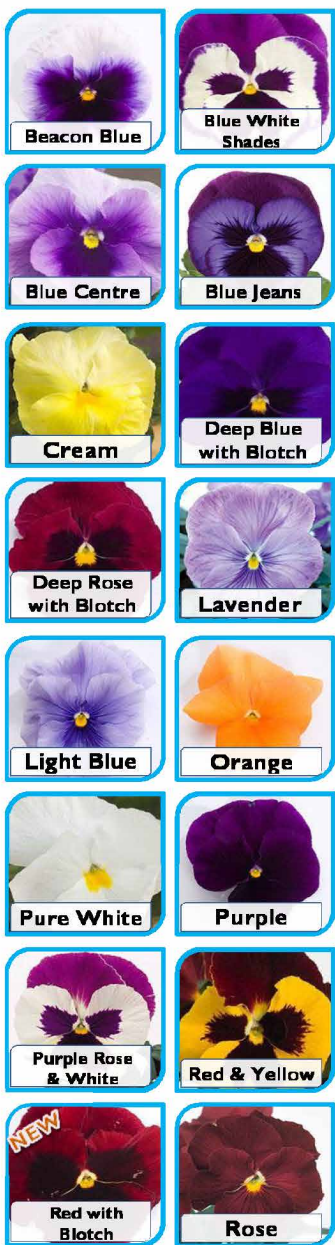 Beacon Blue
Blue White
Shades
Blue Centre
Blue Jeans
Cream
Deep Blue
with Blotch
Deep Rose
with Blotch
Lavender
Light Blue
Orange
Pure White
Purple
Purple Rose
& White
Red & Yellow
NEW
Red with
Blotch
Rose